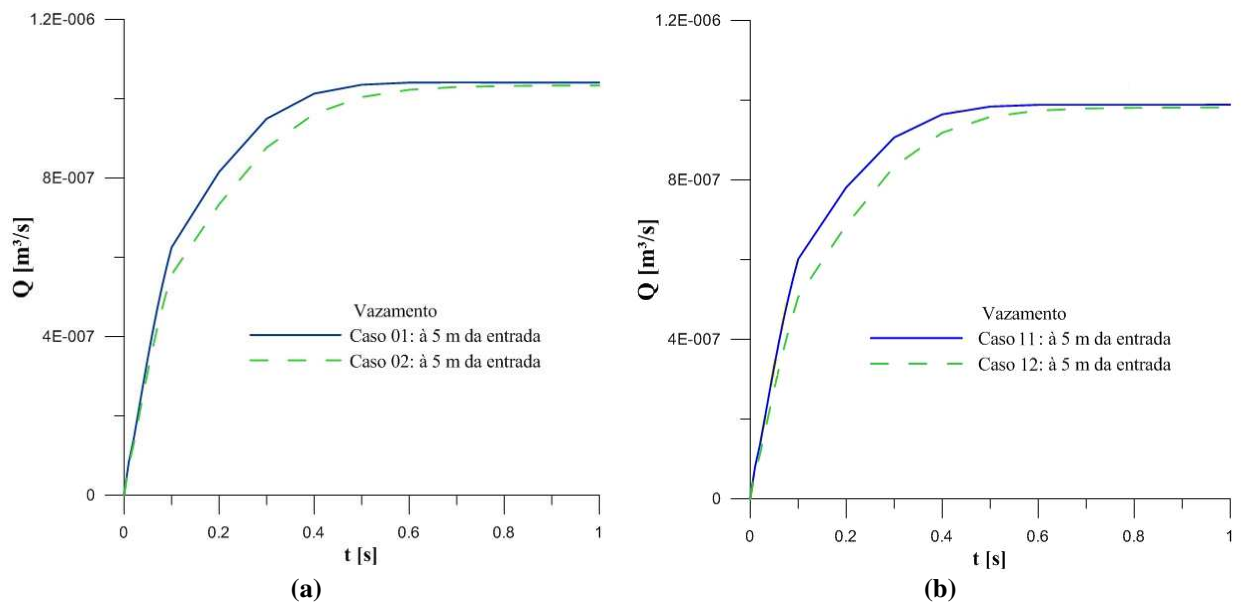 1.2E-006
8E-007
4E-007
0
Q [m³/s]
Vazamento
Caso 01: à 5 m da entrada
Caso 02: à 5 m da entrada
0 0.2 0.4 0.6 0.8 1
t [s]
(a)
1.2E-006
8E-007
4E-007
0
Q [m³/s]
Vazamento
Caso 11: à 5 m da entrada
Caso 12: à 5 m da entrada
0 0.2 0.4 0.6 0.8 1
t [s]
(b)